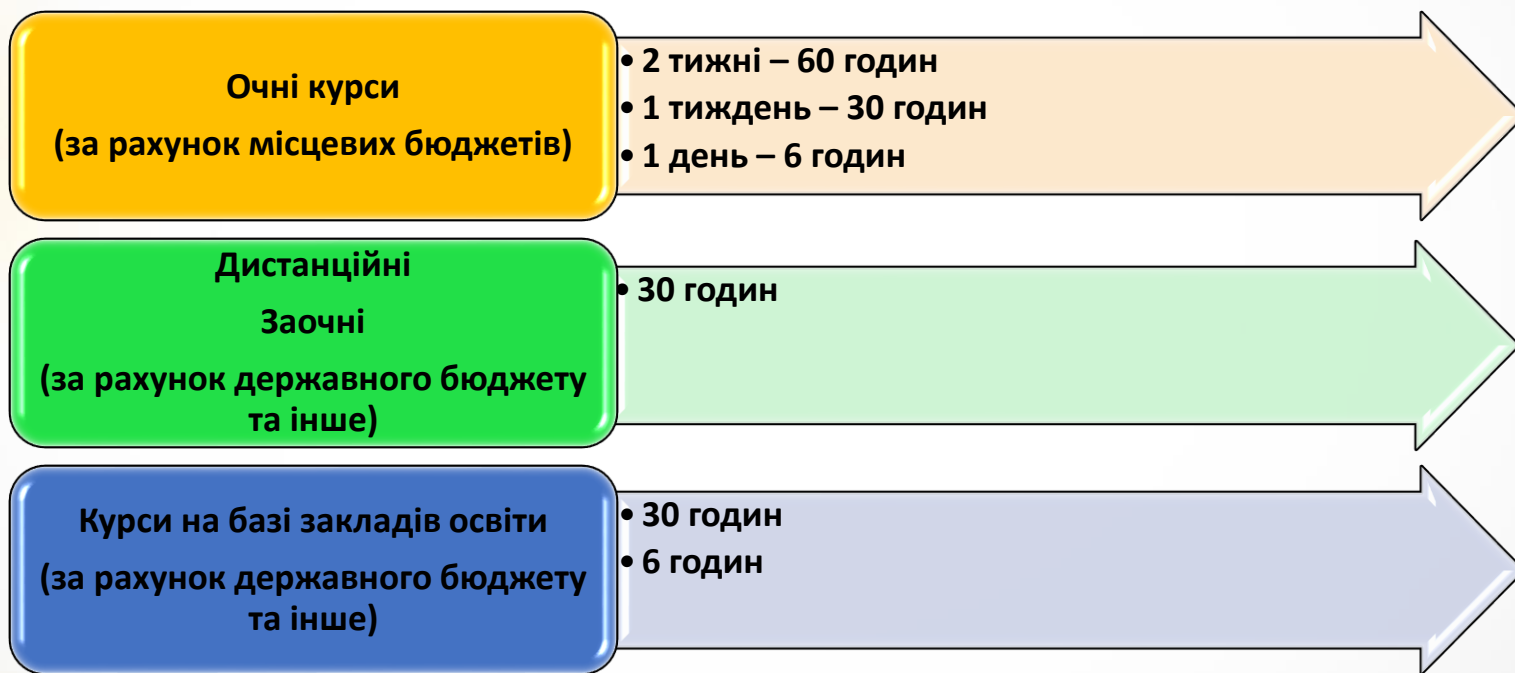 Очні курси
(за рахунок місцевих бюджетів)
• 2 тижні – 60 годин
• 1 тиждень – 30 годин
• 1 день – 6 годин
Дистанційні
Заочні
(за рахунок державного бюджету
та інше)
• 30 годин
Курси на базі закладів освіти
(за рахунок державного бюджету
та інше)
• 30 годин
• 6 годин